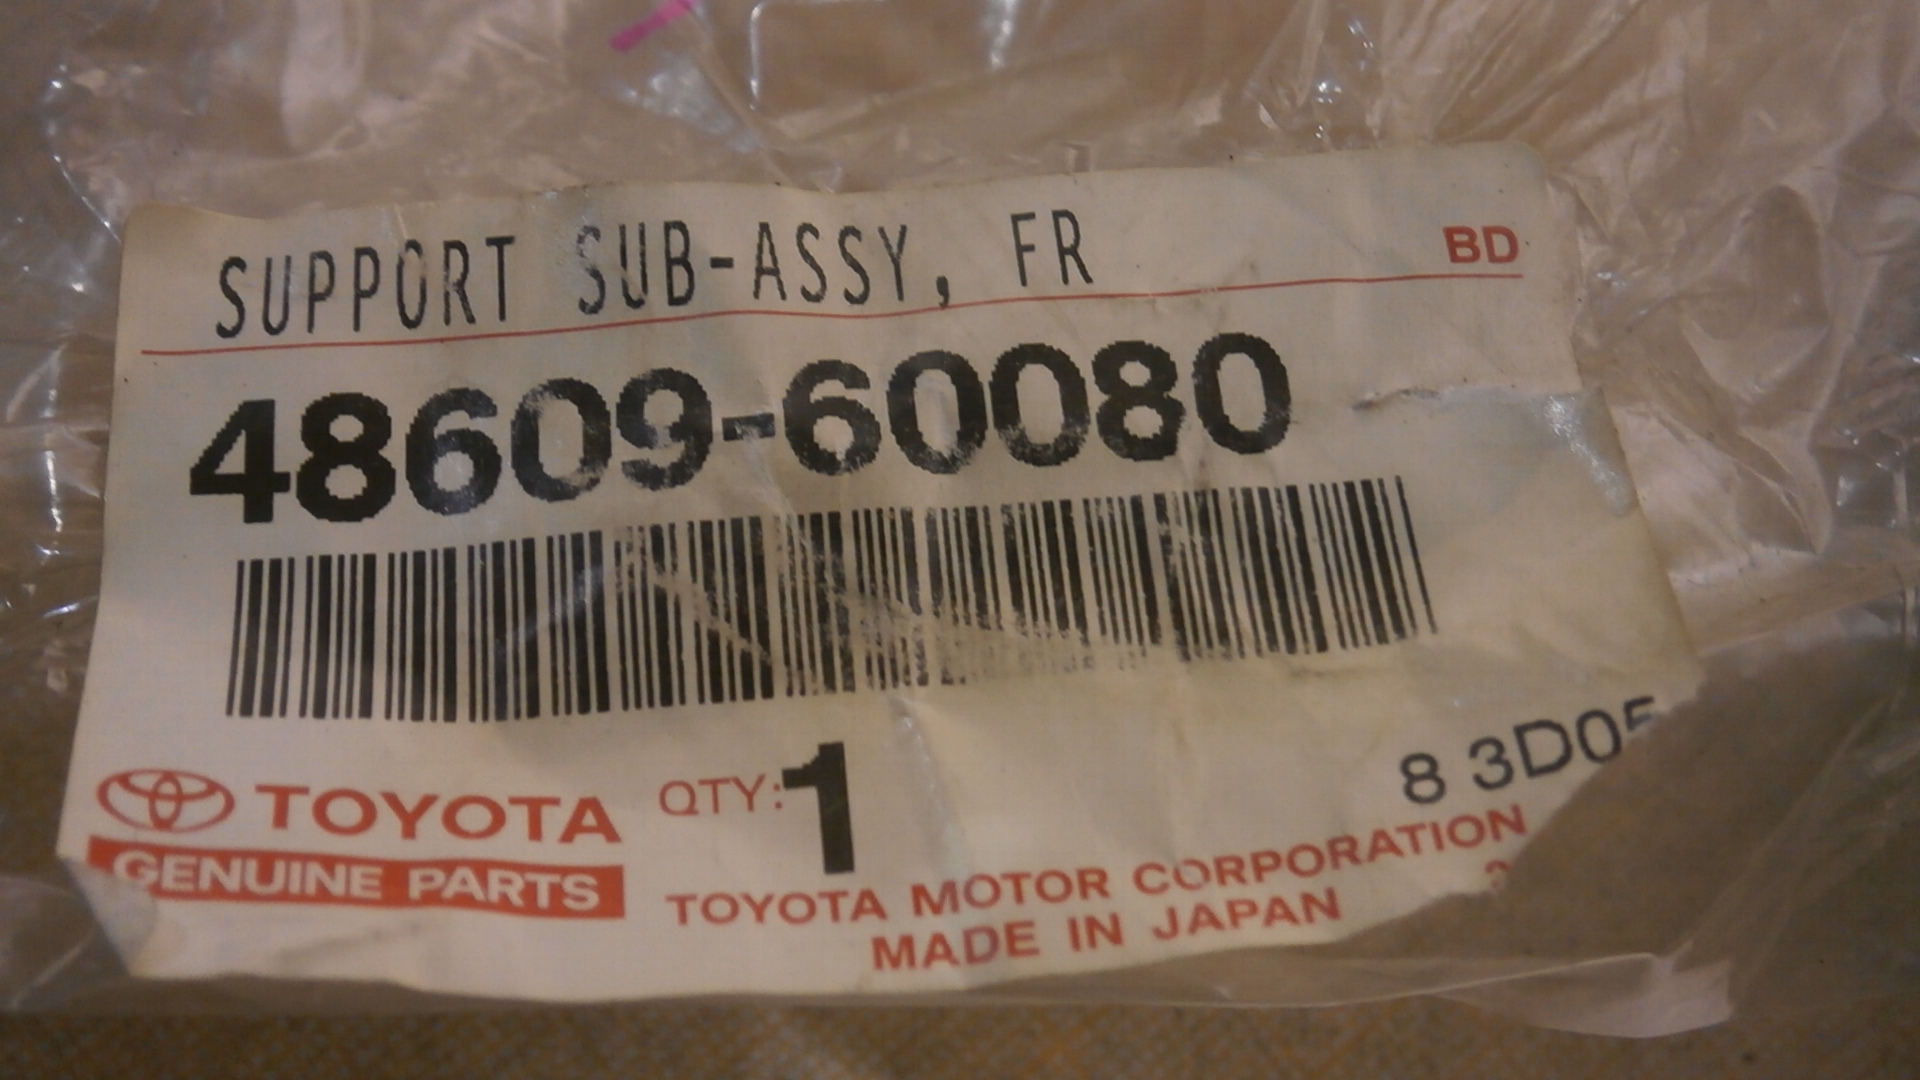 SUPPORT SUB-ASSY, FR BD
48609-60080
TOYOTA QTY: 1 8 3D05
GENUINE PARTS TOYOTA MOTOR CORPORATION
MADE IN JAPAN